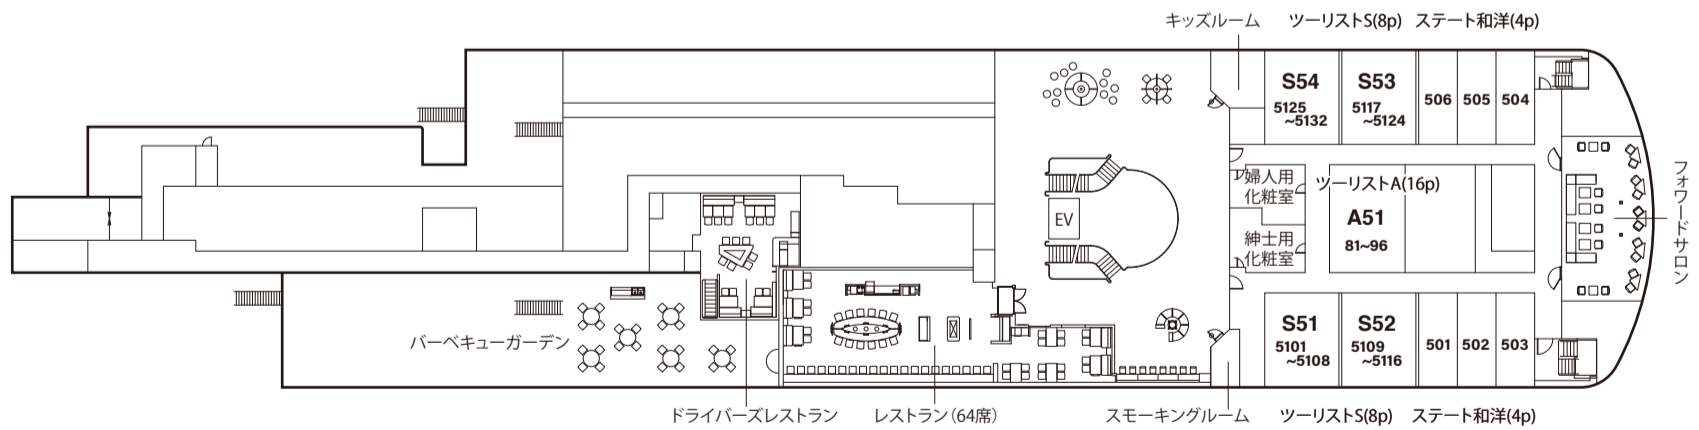 キッズルーム
ツーリストS(8p)
ステート和洋(4p)
S54
5125
~5132
S53
5117
~5124
506
505
504
婦人用
化粧室
ツーリストA(16p)
A51
81~96
EV
紳士用
化粧室
フォワードサロン
S51
5101
~5108
S52
5109
~5116
501
502
503
バーベキューガーデン
ドライバーズレストラン
レストラン（64席）
スモーキングルーム
ツーリストS(8p)
ステート和洋(4p)